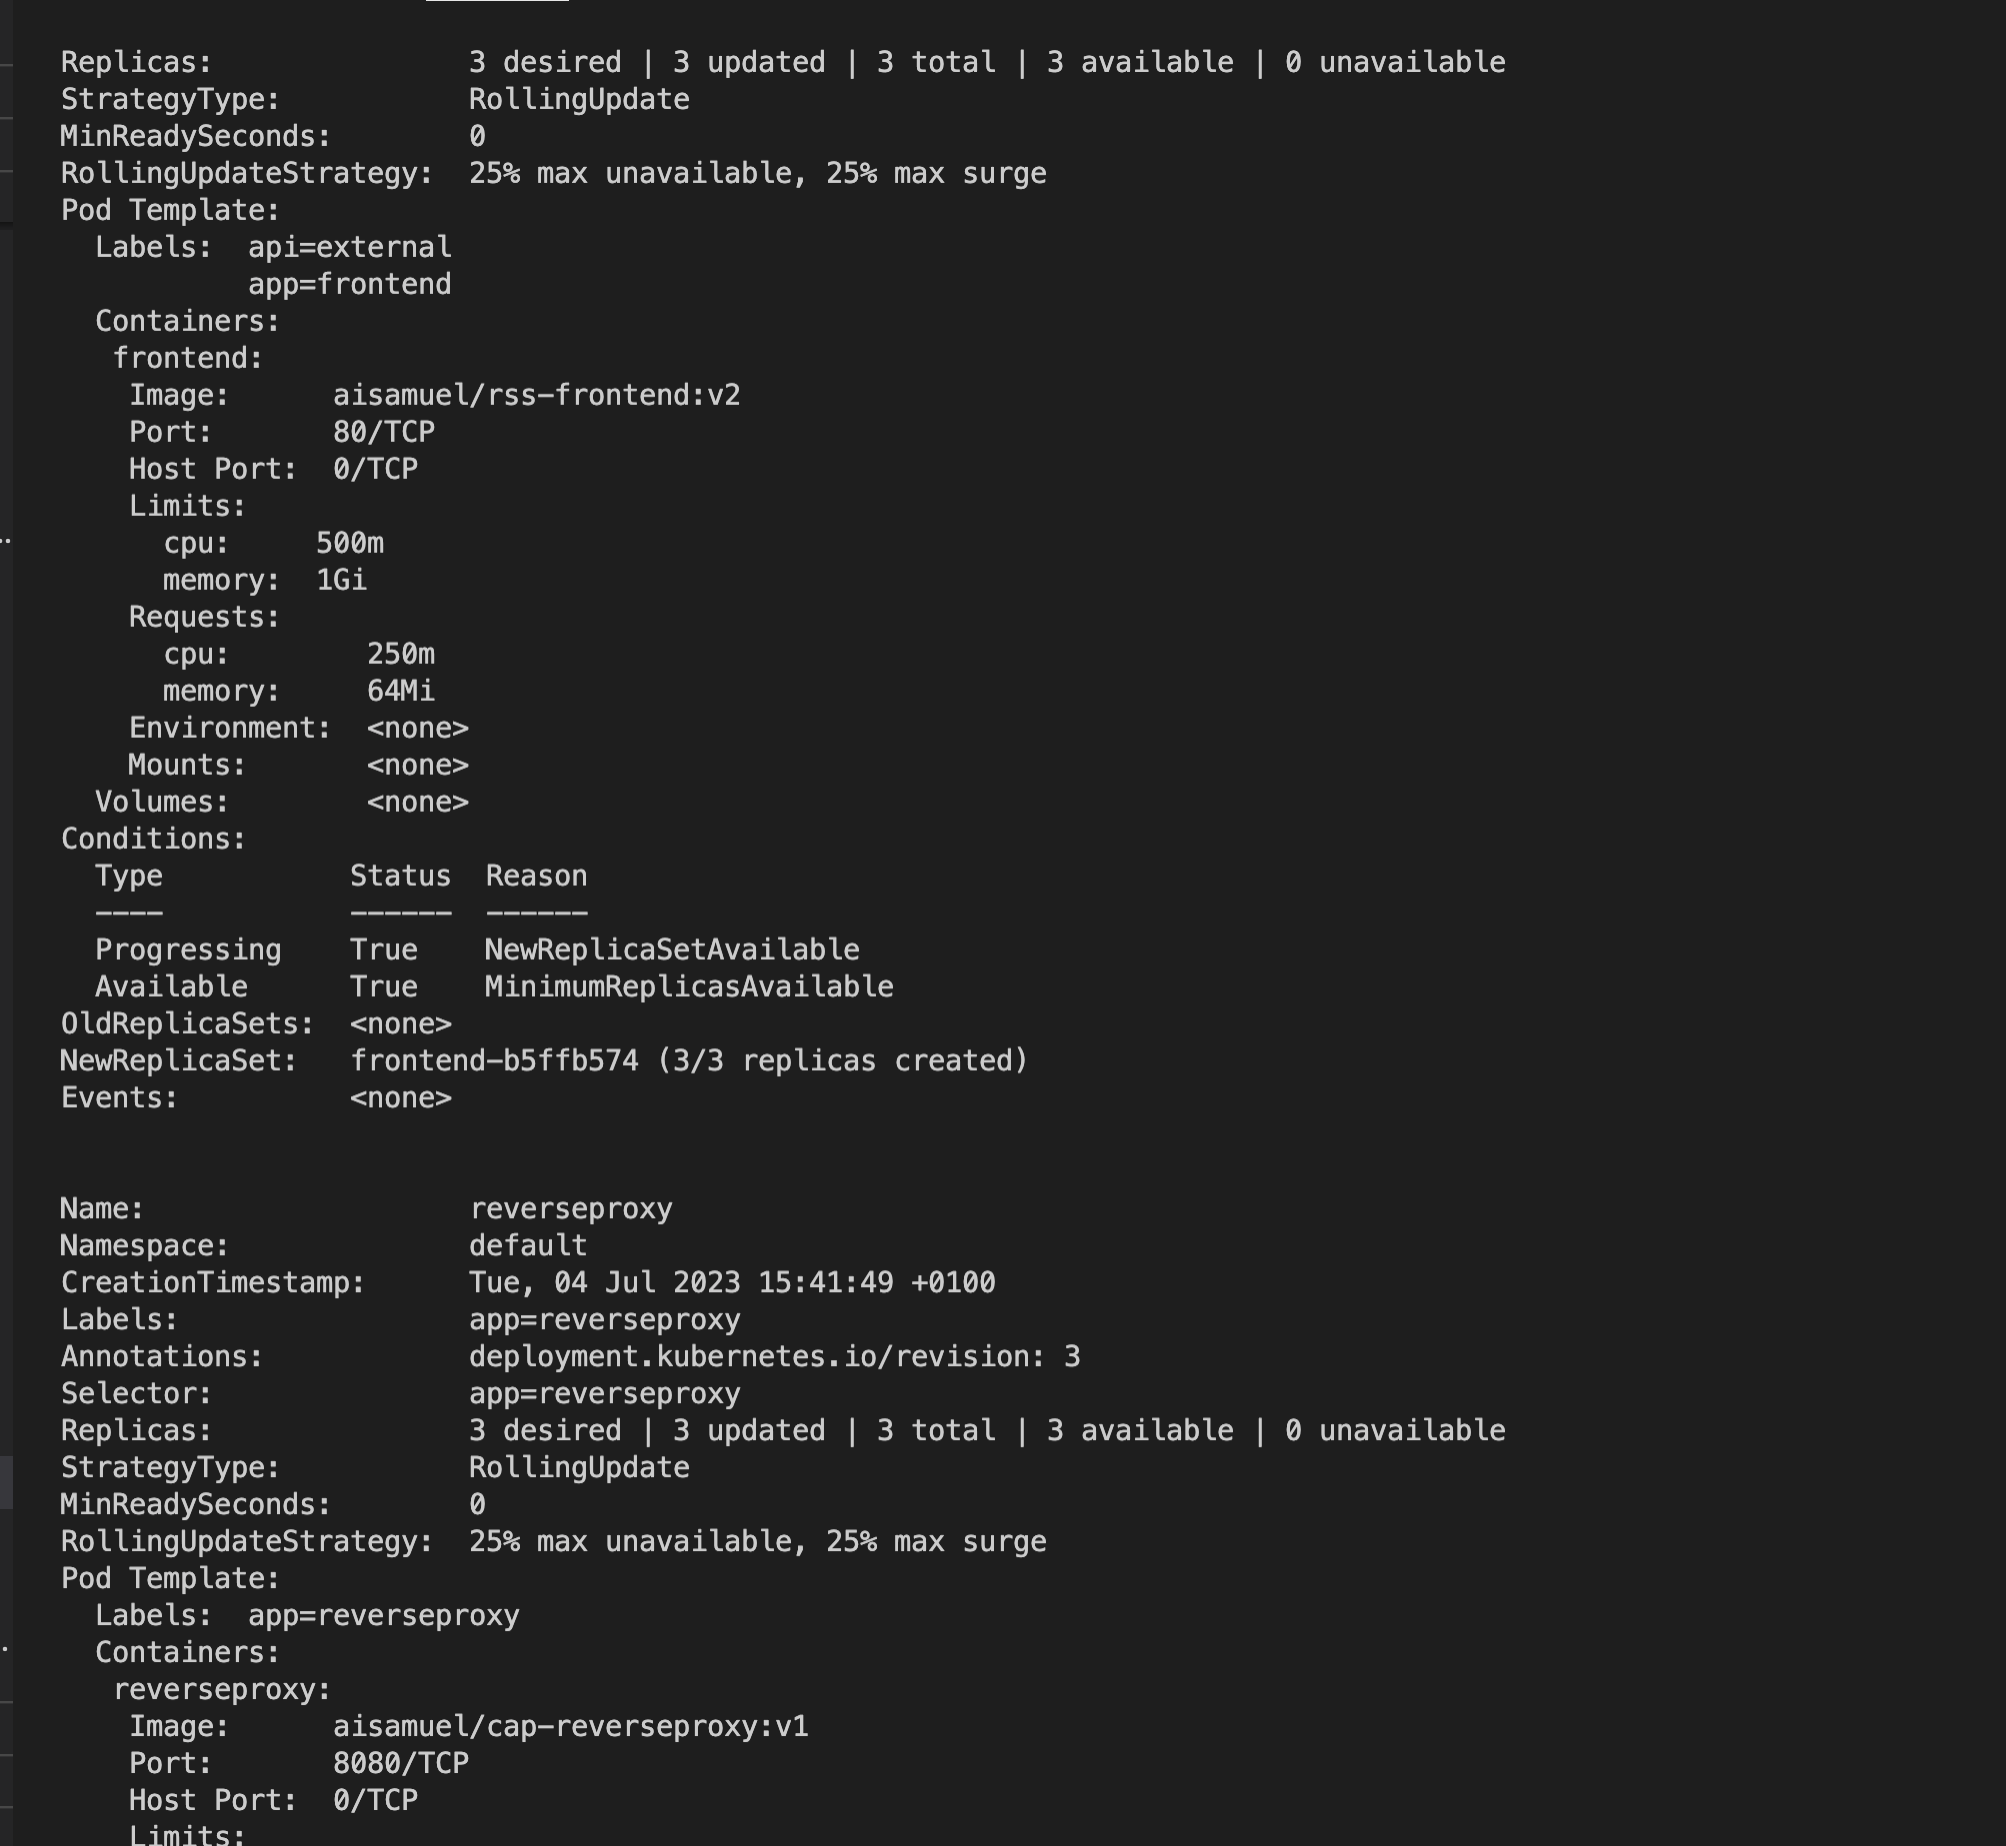 Replicas:               3 desired | 3 updated | 3 total | 3 available | 0 unavailable
StrategyType:           RollingUpdate
MinReadySeconds:        0
RollingUpdateStrategy:  25% max unavailable, 25% max surge
Pod Template:
  Labels:  api=external
           app=frontend
  Containers:
   frontend:
    Image:      aisamuel/rss-frontend:v2
    Port:       80/TCP
    Host Port:  0/TCP
    Limits:
      cpu:     500m
      memory:  1Gi
    Requests:
      cpu:        250m
      memory:     64Mi
    Environment:  <none>
    Mounts:       <none>
  Volumes:        <none>
Conditions:
  Type           Status  Reason
  ----           ------  ------
  Progressing    True    NewReplicaSetAvailable
  Available      True    MinimumReplicasAvailable
OldReplicaSets:  <none>
NewReplicaSet:   frontend-b5ffb574 (3/3 replicas created)
Events:          <none>
Name:                   reverseproxy
Namespace:              default
CreationTimestamp:      Tue, 04 Jul 2023 15:41:49 +0100
Labels:                 app=reverseproxy
Annotations:            deployment.kubernetes.io/revision: 3
Selector:               app=reverseproxy
Replicas:               3 desired | 3 updated | 3 total | 3 available | 0 unavailable
StrategyType:           RollingUpdate
MinReadySeconds:        0
RollingUpdateStrategy:  25% max unavailable, 25% max surge
Pod Template:
  Labels:  app=reverseproxy
  Containers:
   reverseproxy:
    Image:      aisamuel/cap-reverseproxy:v1
    Port:       8080/TCP
    Host Port:  0/TCP
    Limits: